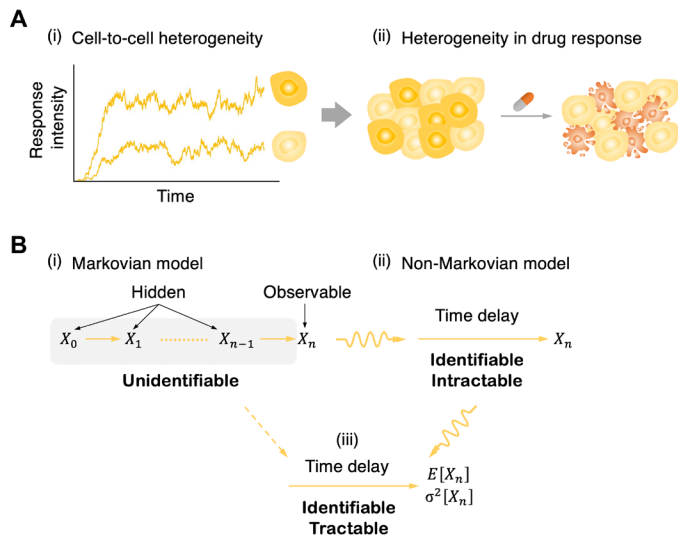 A
(i) Cell-to-cell heterogeneity
(ii) Heterogeneity in drug response
Response
intensity
Time
B
(i) Markovian model
(ii) Non-Markovian model
Hidden
Observable
Time delay
X₀
X₁
Xₙ₋₁
Xₙ
Xₙ
Unidentifiable
Identifiable
Intractable
(iii)
Time delay
E[Xₙ]
σ²[Xₙ]
Identifiable
Tractable